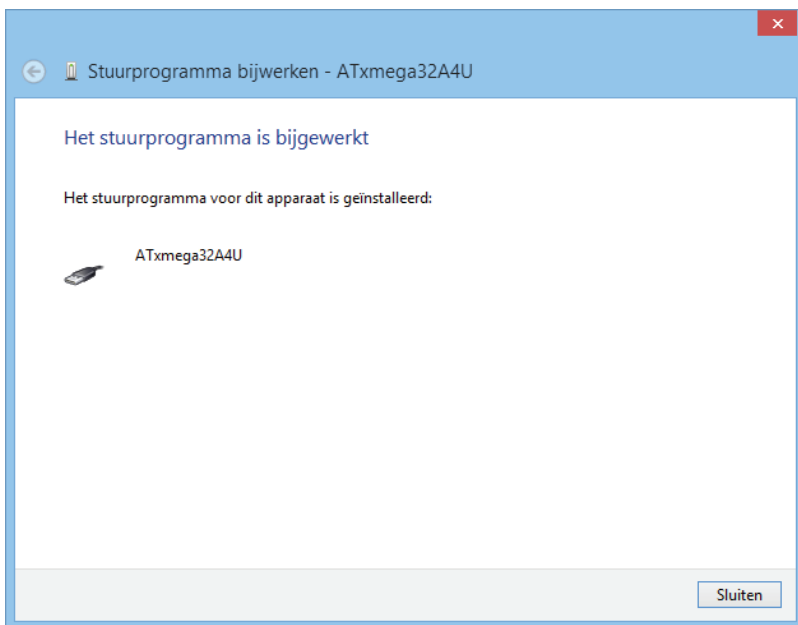 Stuurprogramma bijwerken - ATxmega32A4U
Het stuurprogramma is bijgewerkt
Het stuurprogramma voor dit apparaat is geïnstalleerd:
ATxmega32A4U
Sluiten